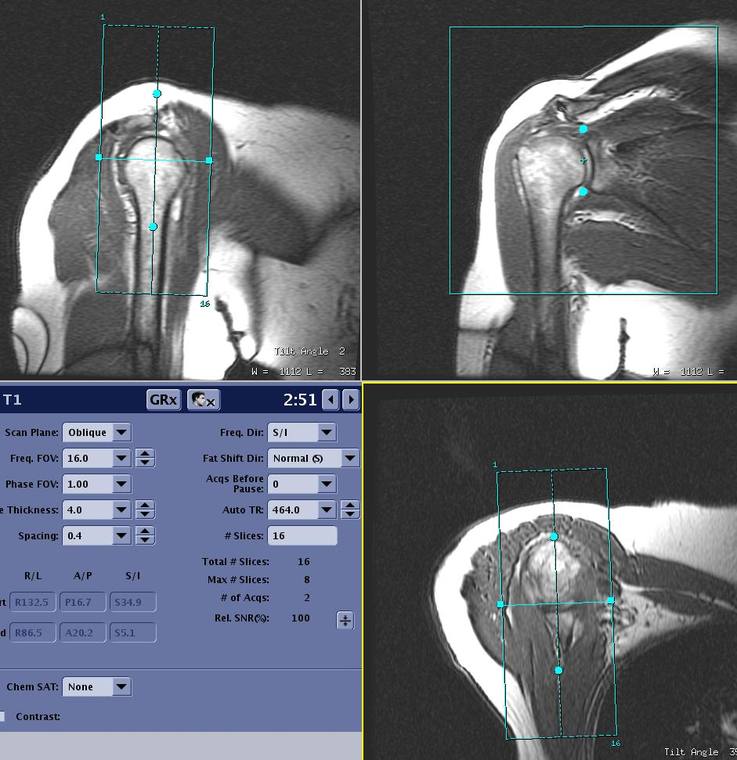 1
16
Tilt Angle 2
W = 1112 L = 383
W = 1112 L =
T1 GRx 2:51
Scan Plane: Oblique Freq. Dir: S/I
Freq. FOV: 16.0 Fat Shift Dir: Normal (S)
Phase FOV: 1.00 Acqs Before Pause: 0
e Thickness: 4.0 Auto TR: 464.0
Spacing: 0.4 # Slices: 16
Total # Slices: 16
R/L A/P S/I Max # Slices: 8
rt R132.5 P16.7 S34.9 # of Acqs: 2
d R86.5 A20.2 S5.1 Rel. SNR(%): 100
Chem SAT: None
Contrast:
1
16
Tilt Angle